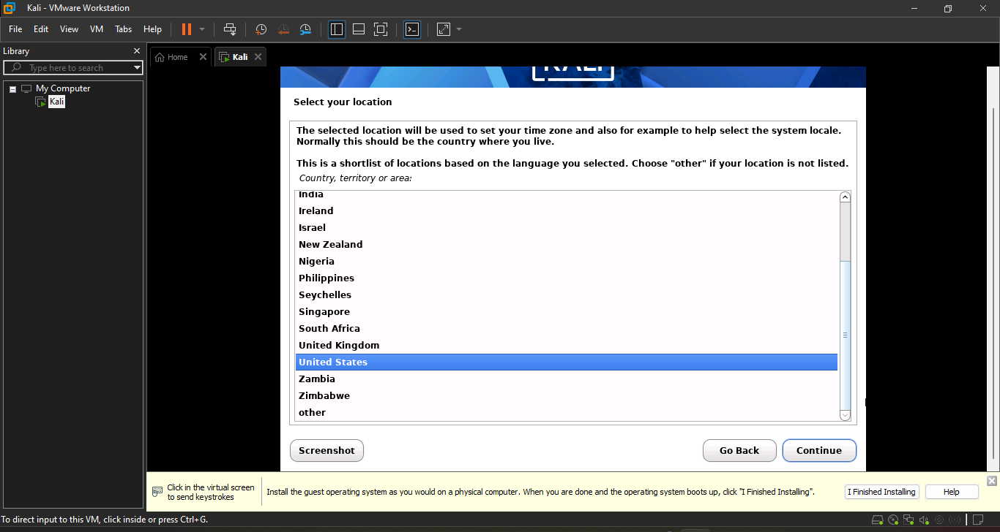 Kali - VMware Workstation
File Edit View VM Tabs Help
Library
Type here to search
My Computer
Kali
Home
Kali
KALI
Select your location
The selected location will be used to set your time zone and also for example to help select the system locale.
Normally this should be the country where you live.
This is a shortlist of locations based on the language you selected. Choose "other" if your location is not listed.
Country, territory or area:
India
Ireland
Israel
New Zealand
Nigeria
Philippines
Seychelles
Singapore
South Africa
United Kingdom
United States
Zambia
Zimbabwe
other
Screenshot
Go Back
Continue
Click in the virtual screen
to send keystrokes
Install the guest operating system as you would on a physical computer. When you are done and the operating system boots up, click "I Finished Installing".
I Finished Installing
Help
To direct input to this VM, click inside or press Ctrl+G.